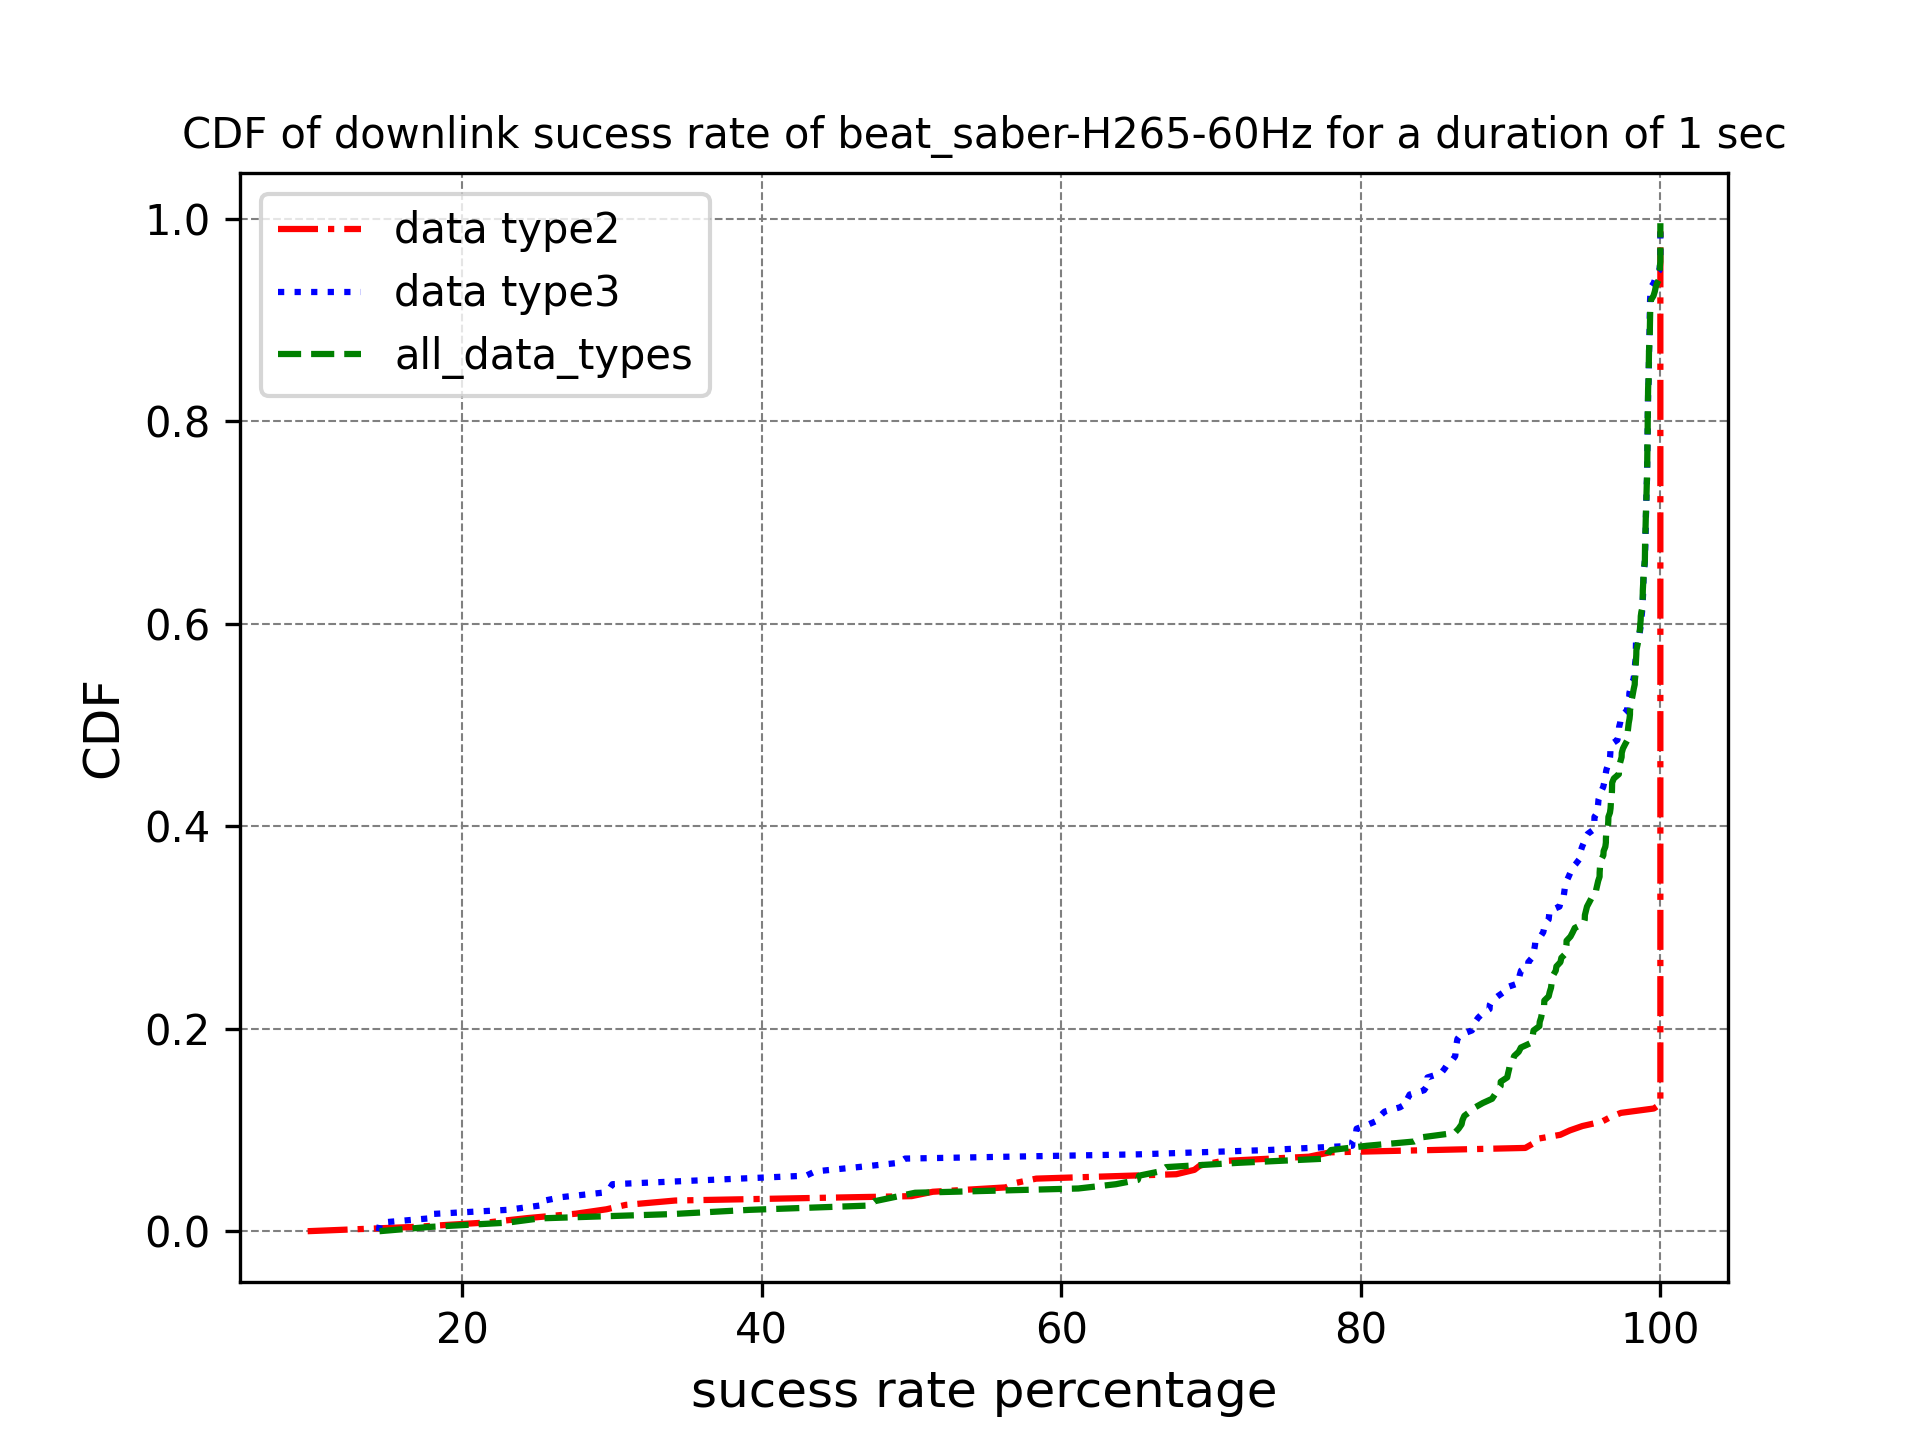 CDF of downlink sucess rate of beat_saber-H265-60Hz for a duration of 1 sec
data type2
data type3
all_data_types
1.0
0.8
0.6
0.4
0.2
0.0
CDF
20 40 60 80 100
sucess rate percentage